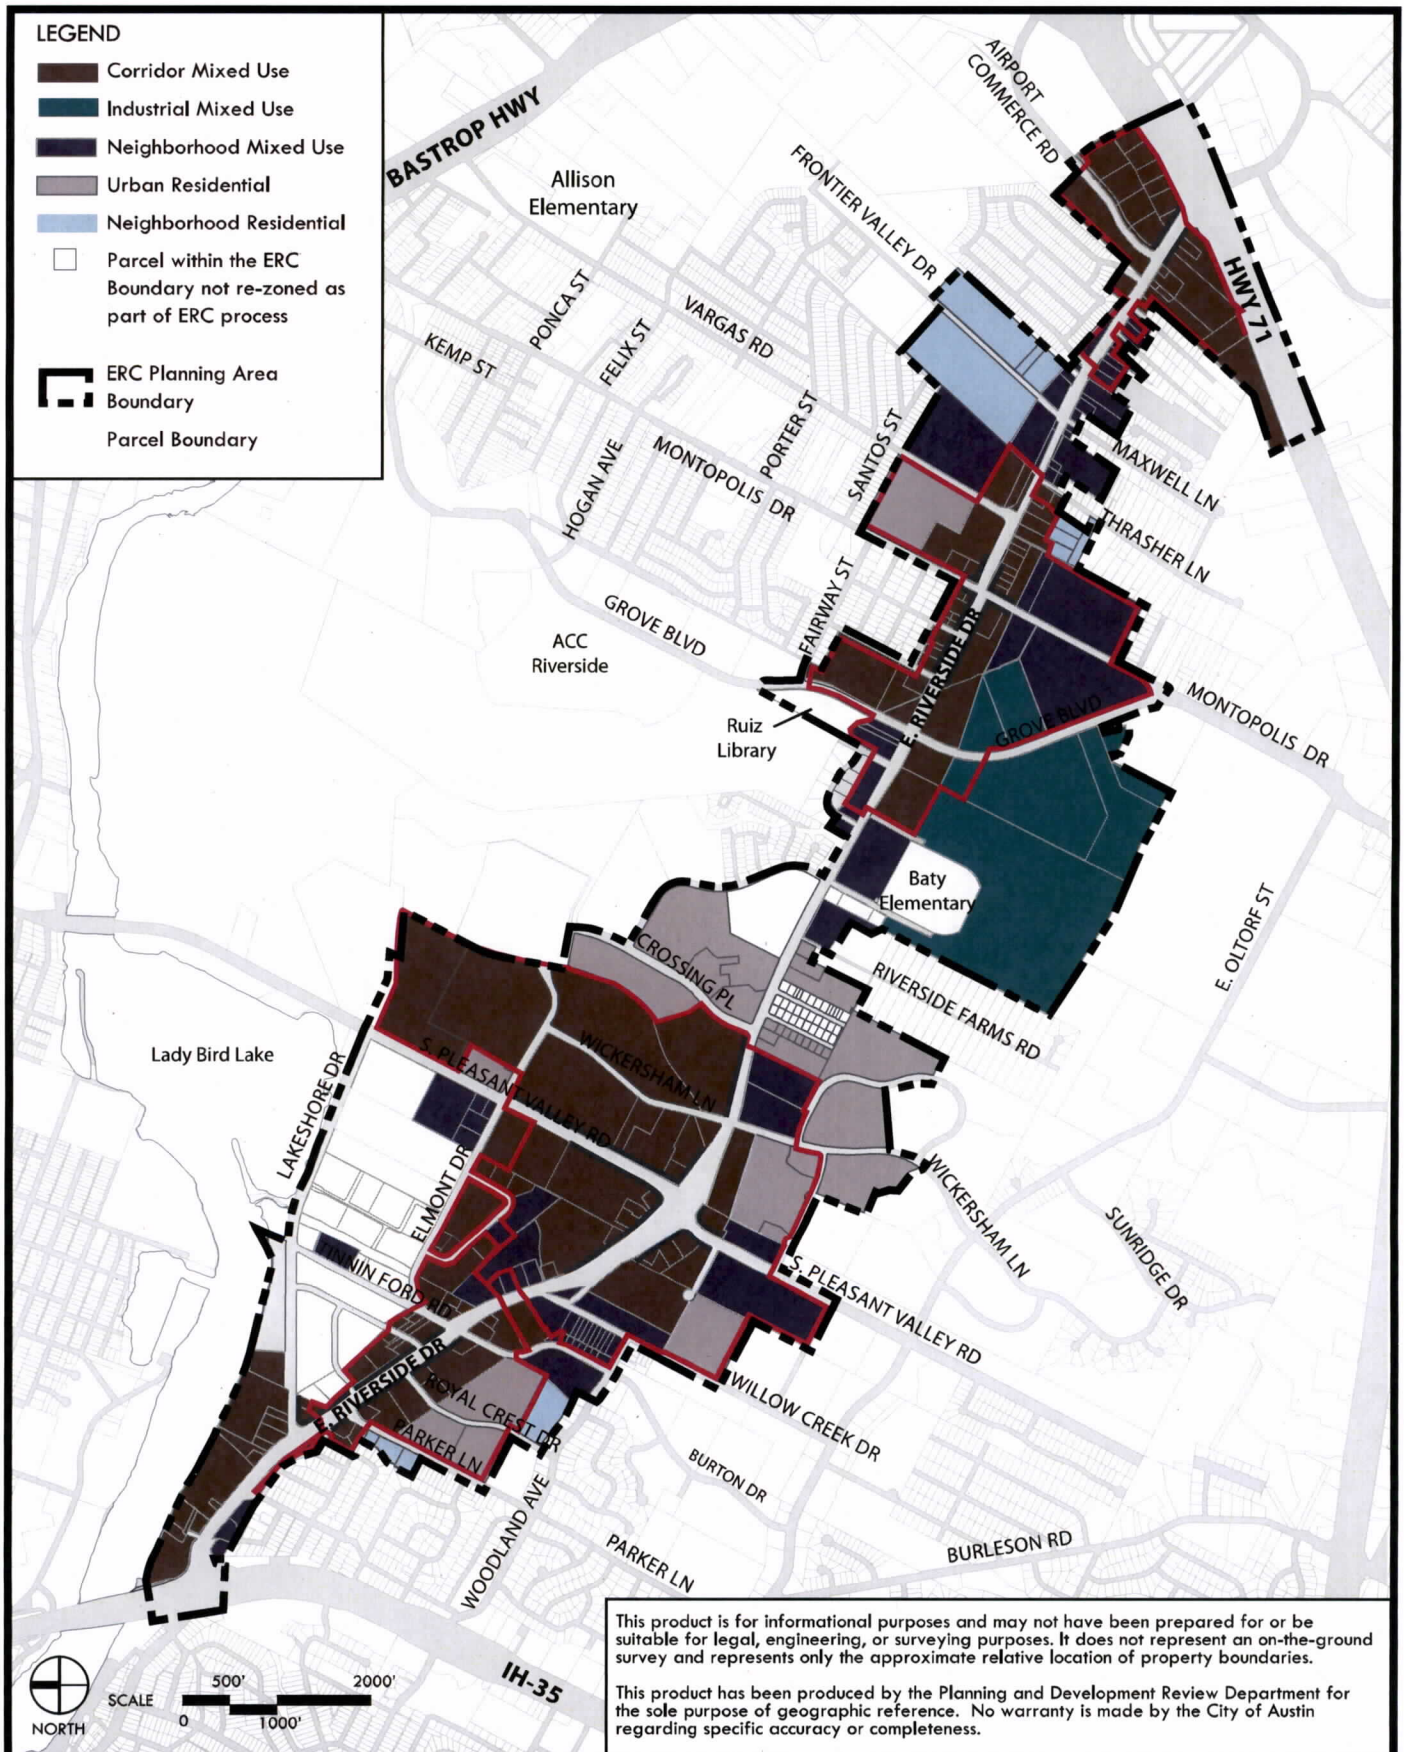 LEGEND
Corridor Mixed Use
Industrial Mixed Use
Neighborhood Mixed Use
Urban Residential
Neighborhood Residential
Parcel within the ERC
Boundary not re-zoned as
part of ERC process
ERC Planning Area
Boundary
Parcel Boundary
BASTROP HWY
AIRPORT
COMMERCE RD
Allison
Elementary
FRONTIER VALLEY DR
HWY 71
PONCA ST
VARGAS RD
FELIX ST
KEMP ST
PORTER ST
SANTOS ST
HOGAN AVE
MONTOPOLIS DR
MAXWELL LN
THRASHER LN
FAIRWAY ST
GROVE BLVD
ACC
Riverside
E. RIVERSIDE DR
MONTOPOLIS DR
GROVE BLVD
Ruiz
Library
Baty
Elementary
E. OLTORF ST
CROSSING PL
RIVERSIDE FARMS RD
Lady Bird Lake
LAKESHORE DR
S. PLEASANT VALLEY RD
WICKERSHAM LN
ELMONT DR
WICKERSHAM LN
SUNRIDGE DR
TINNIN FORD RD
S. PLEASANT VALLEY RD
E. RIVERSIDE DR
ROYAL CREST DR
PARKER LN
WILLOW CREEK DR
BURTON DR
WOODLAND AVE
PARKER LN
BURLESON RD
IH-35
NORTH
SCALE
500'
2000'
0
1000'
This product is for informational purposes and may not have been prepared for or be
suitable for legal, engineering, or surveying purposes. It does not represent an on-the-ground
survey and represents only the approximate relative location of property boundaries.
This product has been produced by the Planning and Development Review Department for
the sole purpose of geographic reference. No warranty is made by the City of Austin
regarding specific accuracy or completeness.